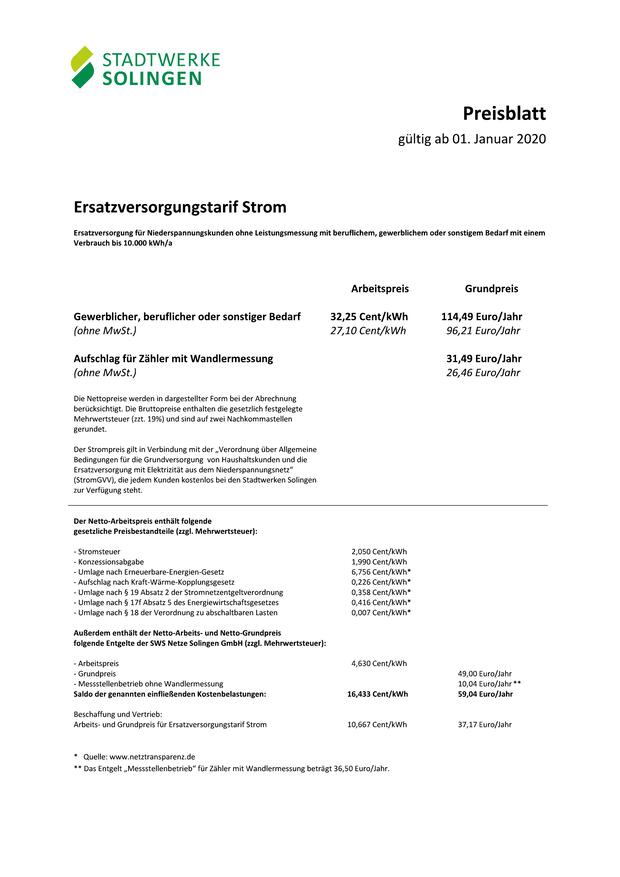 STADTWERKE
SOLINGEN
Preisblatt
gültig ab 01. Januar 2020
Ersatzversorgungstarif Strom
Ersatzversorgung für Niederspannungskunden ohne Leistungsmessung mit beruflichem, gewerblichem oder sonstigem Bedarf mit einem
Verbrauch bis 10.000 kWh/a
Arbeitspreis Grundpreis
Gewerblicher, beruflicher oder sonstiger Bedarf 32,25 Cent/kWh 114,49 Euro/Jahr
(ohne MwSt.) 27,10 Cent/kWh 96,21 Euro/Jahr
Aufschlag für Zähler mit Wandlermessung 31,49 Euro/Jahr
(ohne MwSt.) 26,46 Euro/Jahr
Die Nettopreise werden in dargestellter Form bei der Abrechnung
berücksichtigt. Die Bruttopreise enthalten die gesetzlich festgelegte
Mehrwertsteuer (zzt. 19%) und sind auf zwei Nachkommastellen
gerundet.
Der Strompreis gilt in Verbindung mit der „Verordnung über Allgemeine
Bedingungen für die Grundversorgung von Haushaltskunden und die
Ersatzversorgung mit Elektrizität aus dem Niederspannungsnetz"
(StromGVV), die jedem Kunden kostenlos bei den Stadtwerken Solingen
zur Verfügung steht.
Der Netto-Arbeitspreis enthält folgende
gesetzliche Preisbestandteile (zzgl. Mehrwertsteuer):
- Stromsteuer 2,050 Cent/kWh
- Konzessionsabgabe 1,990 Cent/kWh
- Umlage nach Erneuerbare-Energien-Gesetz 6,756 Cent/kWh*
- Aufschlag nach Kraft-Wärme-Kopplungsgesetz 0,226 Cent/kWh*
- Umlage nach § 19 Absatz 2 der Stromnetzentgeltverordnung 0,358 Cent/kWh*
- Umlage nach § 17f Absatz 5 des Energiewirtschaftsgesetzes 0,416 Cent/kWh*
- Umlage nach § 18 der Verordnung zu abschaltbaren Lasten 0,007 Cent/kWh*
Außerdem enthält der Netto-Arbeits- und Netto-Grundpreis
folgende Entgelte der SWS Netze Solingen GmbH (zzgl. Mehrwertsteuer):
- Arbeitspreis 4,630 Cent/kWh
- Grundpreis 49,00 Euro/Jahr
- Messstellenbetrieb ohne Wandlermessung 10,04 Euro/Jahr **
Saldo der genannten einfließenden Kostenbelastungen: 16,433 Cent/kWh 59,04 Euro/Jahr
Beschaffung und Vertrieb:
Arbeits- und Grundpreis für Ersatzversorgungstarif Strom 10,667 Cent/kWh 37,17 Euro/Jahr
* Quelle: www.netztransparenz.de
** Das Entgelt „Messstellenbetrieb" für Zähler mit Wandlermessung beträgt 36,50 Euro/Jahr.